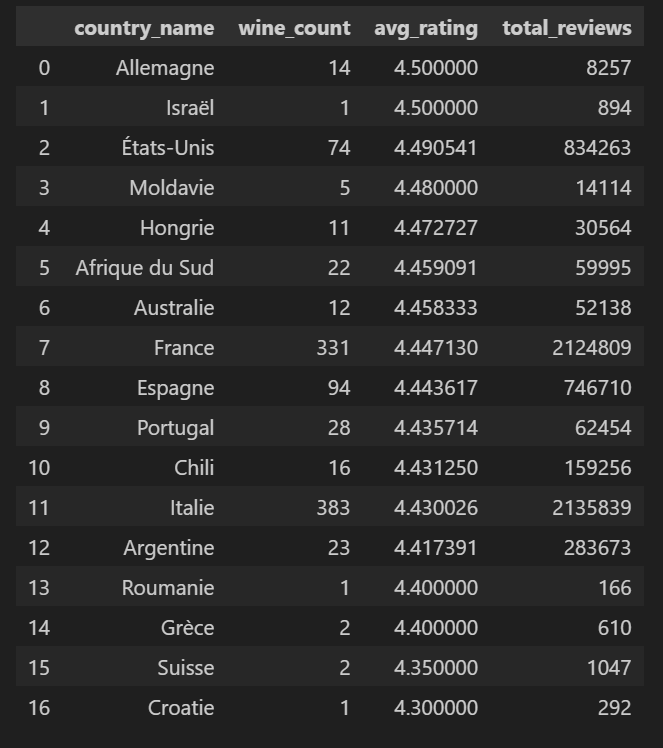 country_name wine_count avg_rating total_reviews
0 Allemagne 14 4.500000 8257
1 Israël 1 4.500000 894
2 États-Unis 74 4.490541 834263
3 Moldavie 5 4.480000 14114
4 Hongrie 11 4.472727 30564
5 Afrique du Sud 22 4.459091 59995
6 Australie 12 4.458333 52138
7 France 331 4.447130 2124809
8 Espagne 94 4.443617 746710
9 Portugal 28 4.435714 62454
10 Chili 16 4.431250 159256
11 Italie 383 4.430026 2135839
12 Argentine 23 4.417391 283673
13 Roumanie 1 4.400000 166
14 Grèce 2 4.400000 610
15 Suisse 2 4.350000 1047
16 Croatie 1 4.300000 292